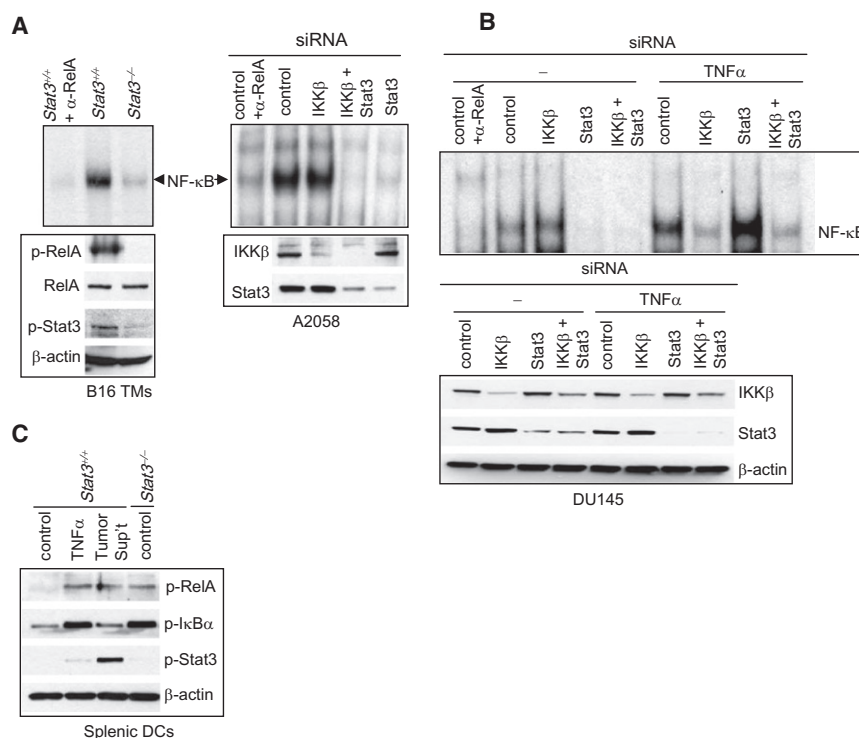 A
Stat3+/+ + α-RelA
Stat3+/+
Stat3-/-
NF-κB
p-RelA
RelA
p-Stat3
β-actin
B16 TMs
siRNA
control +α-RelA
control
IKKβ
IKKβ + Stat3
Stat3
IKKβ
Stat3
A2058
B
siRNA
–
TNFα
control +α-RelA
control
IKKβ
Stat3
IKKβ + Stat3
control
IKKβ
Stat3
IKKβ + Stat3
NF-κB
siRNA
–
TNFα
control
IKKβ
Stat3
IKKβ + Stat3
control
IKKβ
Stat3
IKKβ + Stat3
IKKβ
Stat3
β-actin
DU145
C
Stat3+/+
Stat3-/-
control
TNFα
Tumor Sup't
control
p-RelA
p-IκBα
p-Stat3
β-actin
Splenic DCs